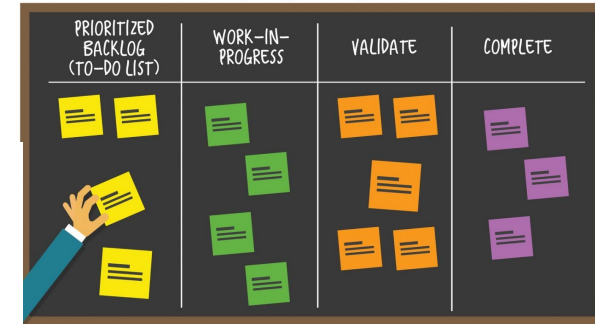 PRIORITIZED
BACKLOG
(TO-DO LIST)
WORK-IN-
PROGRESS
VALIDATE
COMPLETE